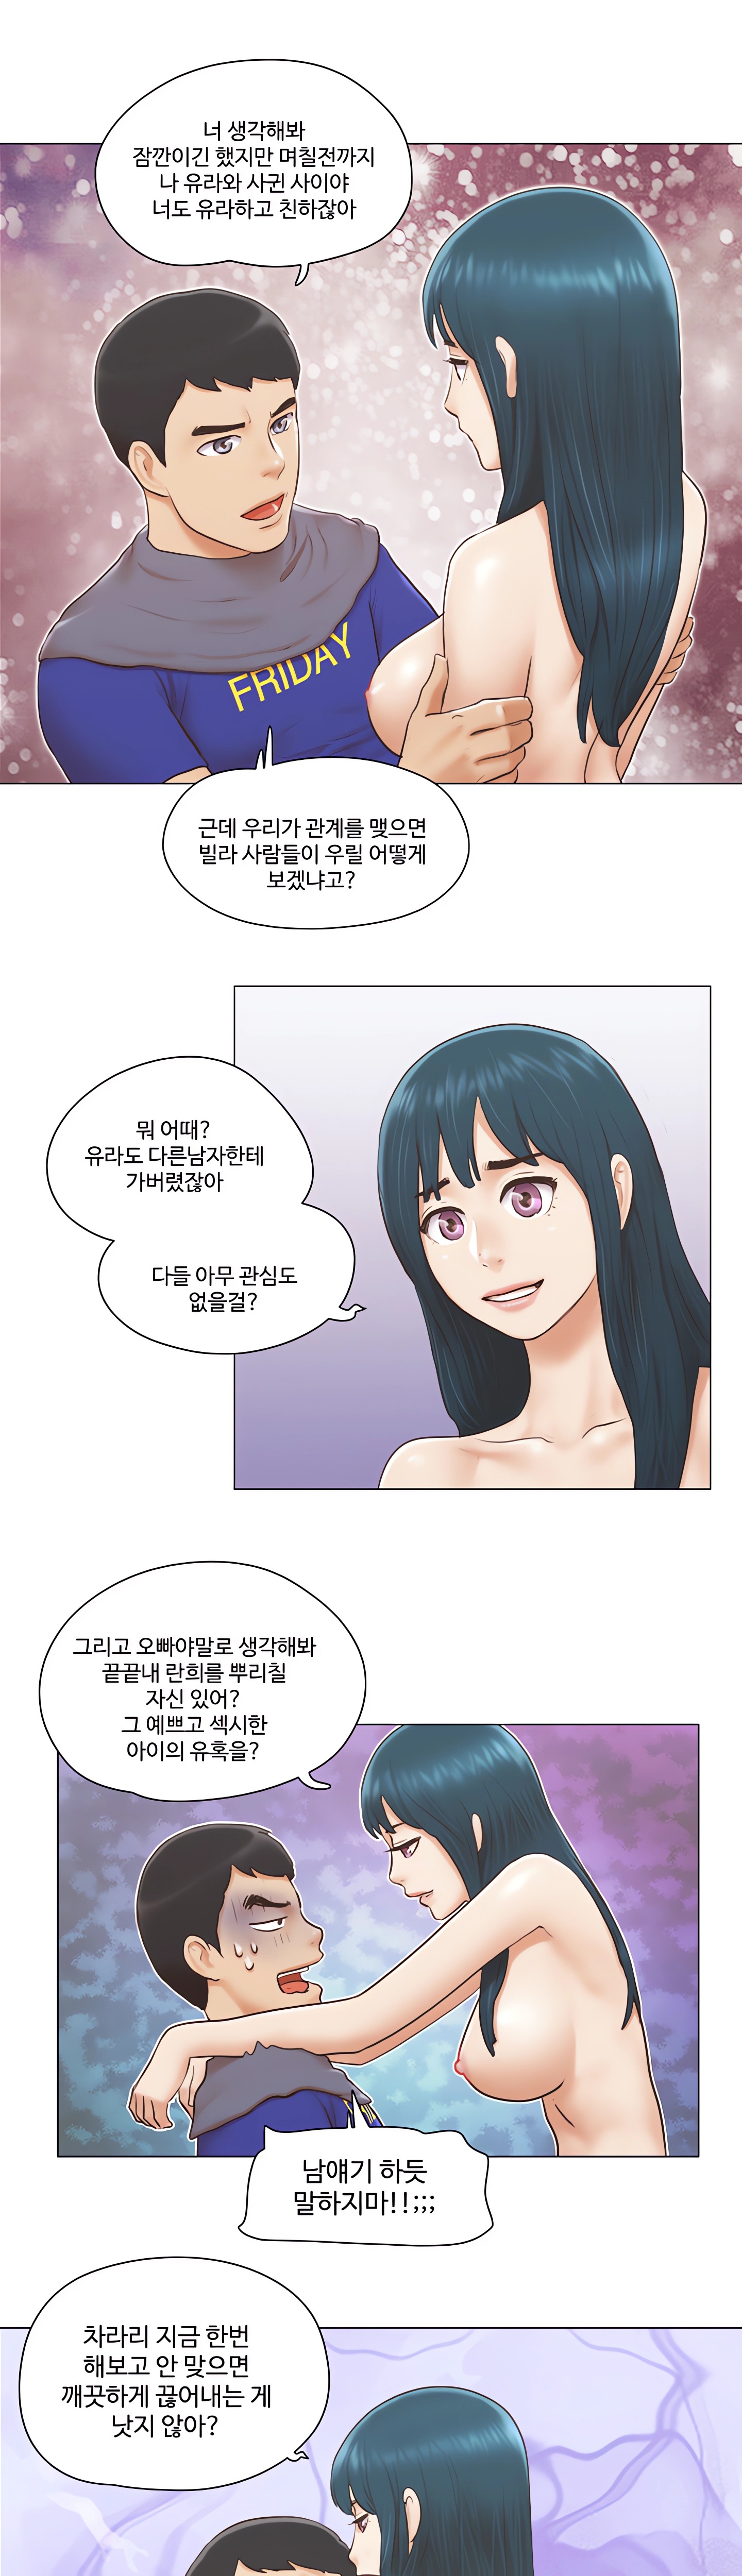 너 생각해봐
잠깐이긴 했지만 며칠전까지
나 유라와 사귄 사이야
너도 유라하고 친하잖아
FRIDAY
근데 우리가 관계를 맺으면
빌라 사람들이 우릴 어떻게
보겠냐고?
뭐 어때?
유라도 다른남자한테
가버렸잖아
다들 아무 관심도
없을걸?
그리고 오빠야말로 생각해봐
끝끝내 란희를 뿌리칠
자신 있어?
그 예쁘고 섹시한
아이의 유혹을?
남얘기 하듯
말하지마!!;;;
차라리 지금 한번
해보고 안 맞으면
깨끗하게 끊어내는 게
낫지 않아?